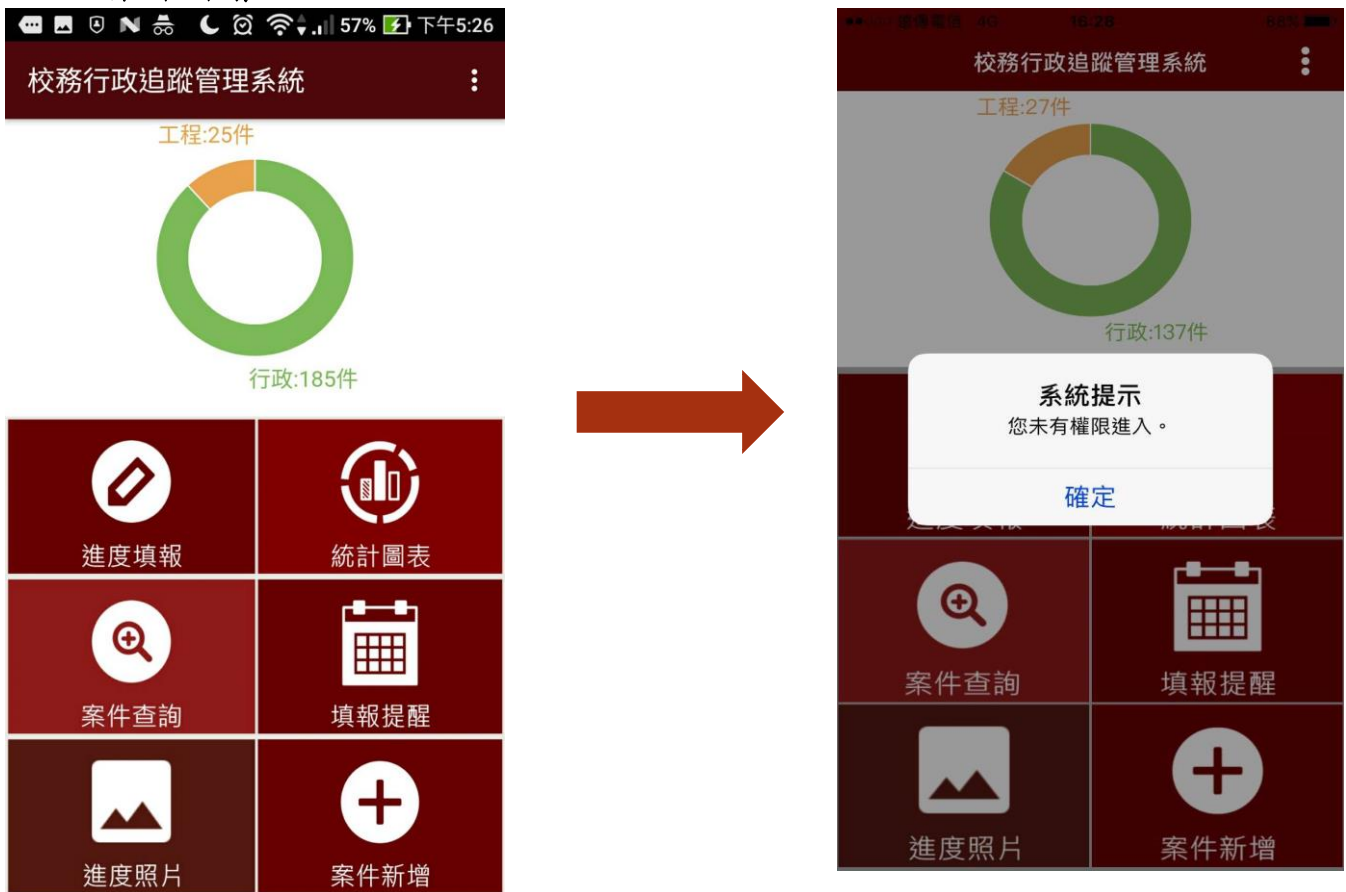 57% 下午5:26
校務行政追蹤管理系統
工程:25件
行政:185件
進度填報
統計圖表
案件查詢
填報提醒
進度照片
案件新增
4G 16:28 68%
校務行政追蹤管理系統
工程:27件
行政:137件
系統提示
您未有權限進入。
確定
案件查詢
填報提醒
進度照片
案件新增